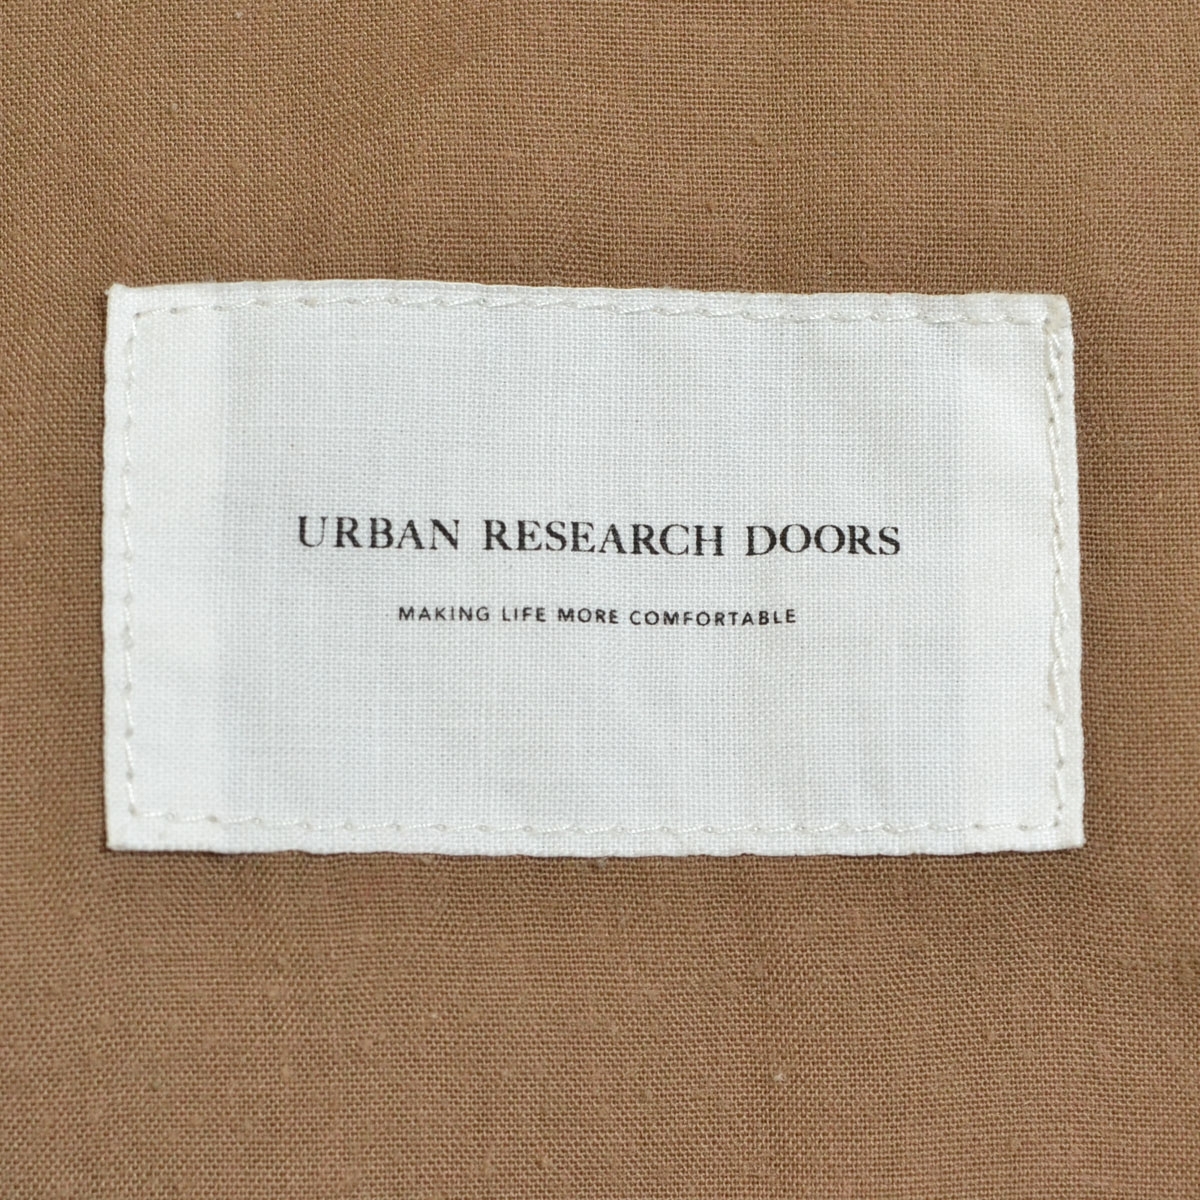 URBAN RESEARCH DOORS
MAKING LIFE MORE COMFORTABLE